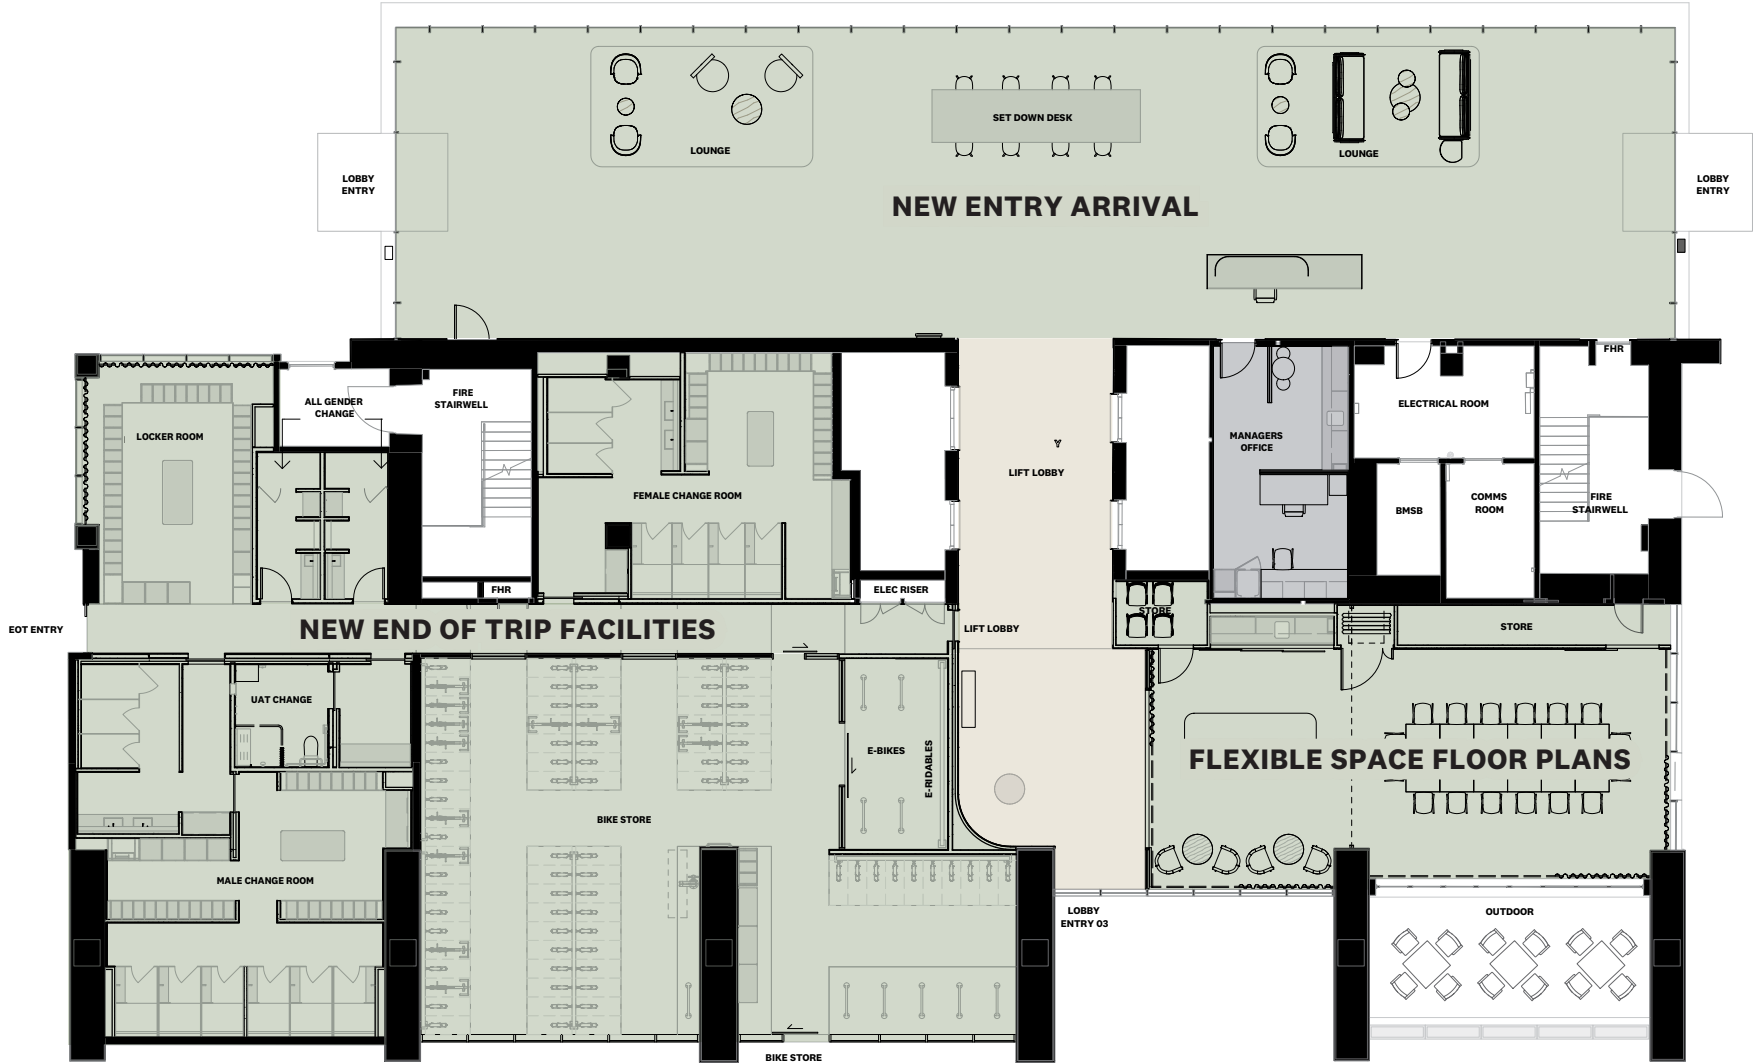 SET DOWN DESK
LOUNGE
LOUNGE
LOBBY
ENTRY
LOBBY
ENTRY
NEW ENTRY ARRIVAL
FHR
FIRE
STAIRWELL
ALL GENDER
CHANGE
ELECTRICAL ROOM
LOCKER ROOM
MANAGERS
OFFICE
LIFT LOBBY
FEMALE CHANGE ROOM
COMMS
ROOM
FIRE
STAIRWELL
BMSB
FHR
ELEC RISER
STORE
EOT ENTRY
NEW END OF TRIP FACILITIES
LIFT LOBBY
STORE
UAT CHANGE
E-BIKES
E-RIDABLES
FLEXIBLE SPACE FLOOR PLANS
BIKE STORE
MALE CHANGE ROOM
LOBBY
ENTRY 03
OUTDOOR
BIKE STORE